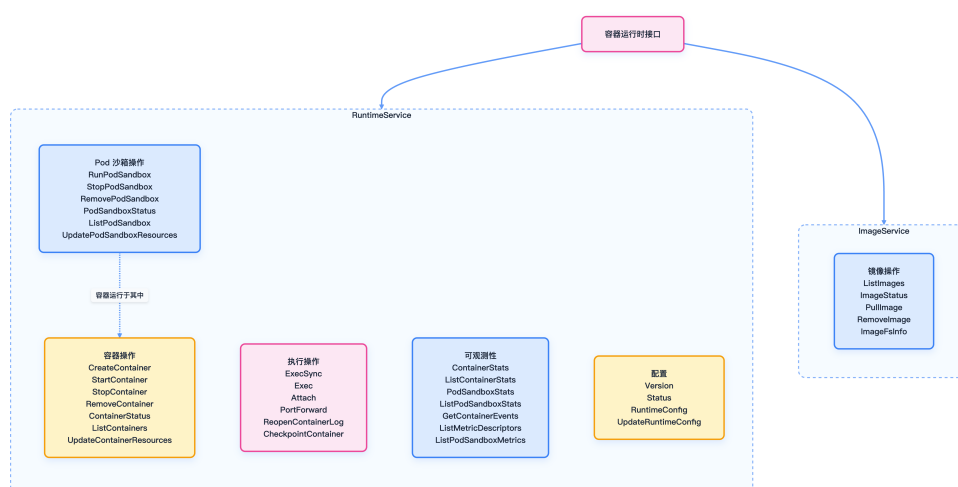 容器运行时接口
RuntimeService
Pod 沙箱操作
RunPodSandbox
StopPodSandbox
RemovePodSandbox
PodSandboxStatus
ListPodSandbox
UpdatePodSandboxResources
容器运行于其中
容器操作
CreateContainer
StartContainer
StopContainer
RemoveContainer
ContainerStatus
ListContainers
UpdateContainerResources
执行操作
ExecSync
Exec
Attach
PortForward
ReopenContainerLog
CheckpointContainer
可观测性
ContainerStats
ListContainerStats
PodSandboxStats
ListPodSandboxStats
GetContainerEvents
ListMetricDescriptors
ListPodSandboxMetrics
配置
Version
Status
RuntimeConfig
UpdateRuntimeConfig
ImageService
镜像操作
ListImages
ImageStatus
PullImage
RemoveImage
ImageFsInfo